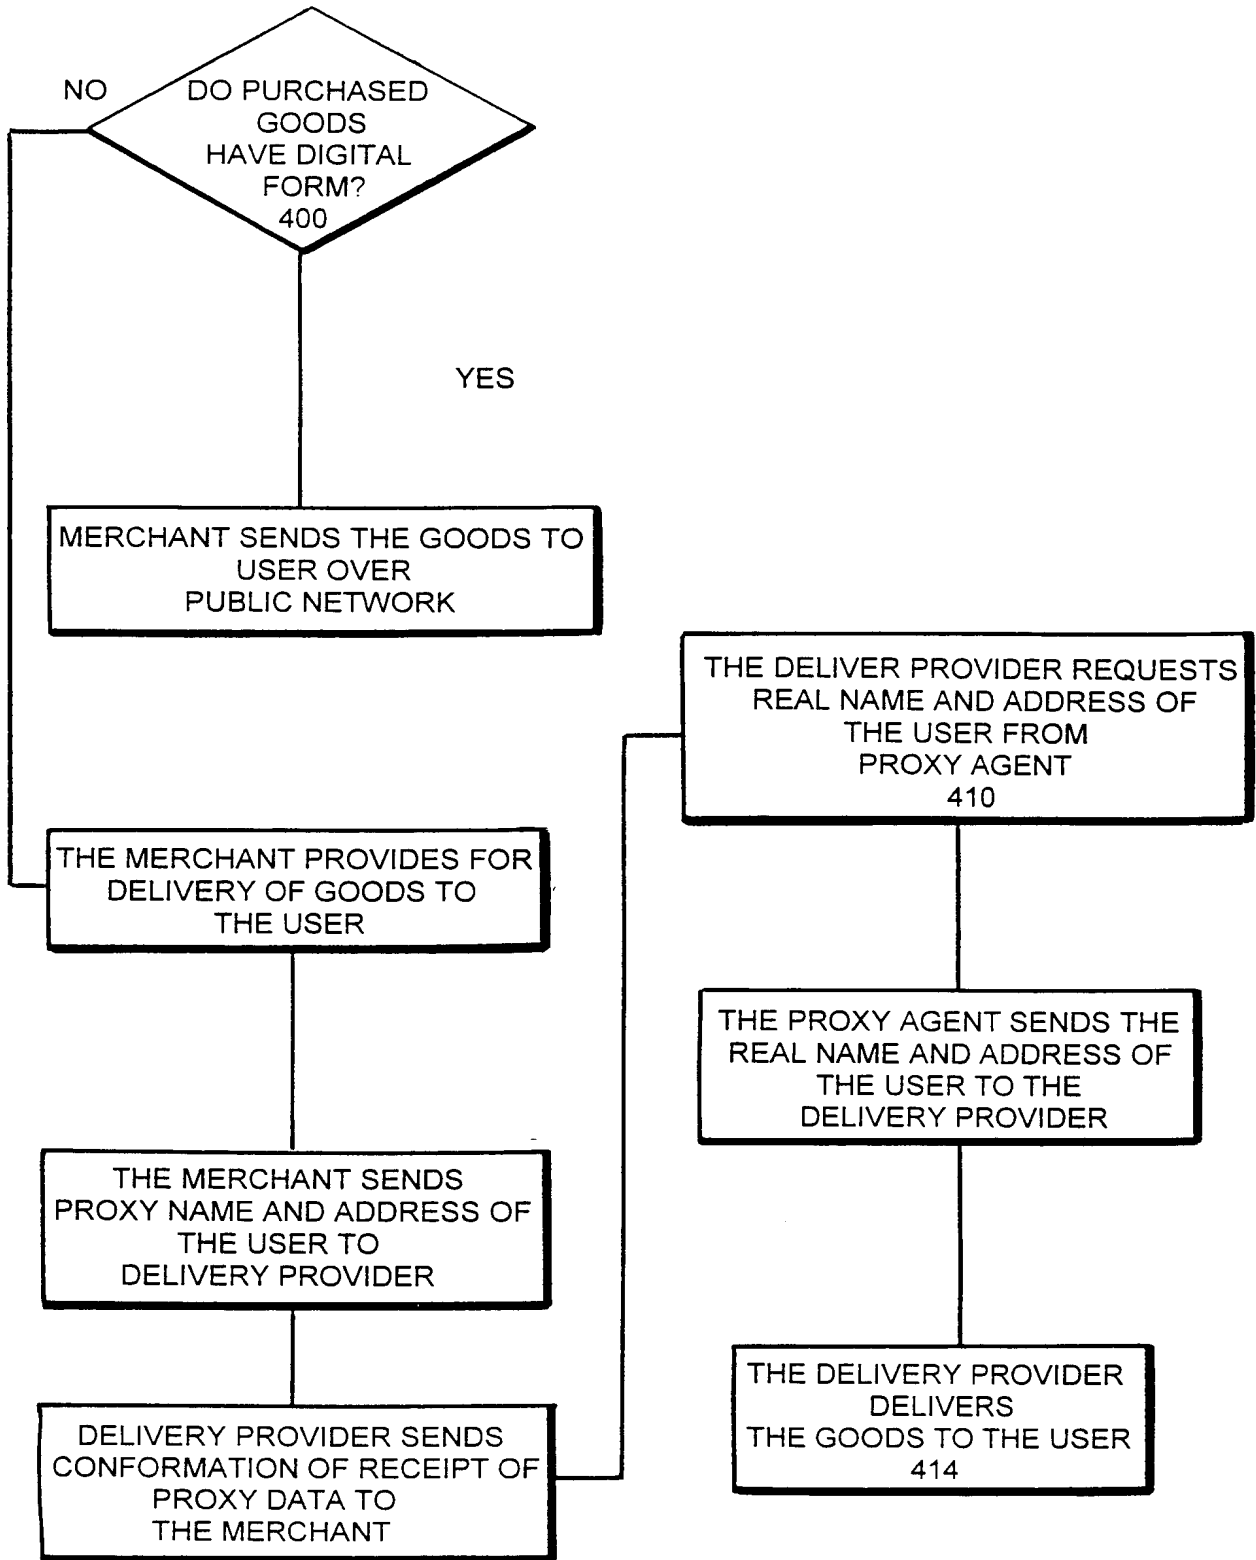 NO
DO PURCHASED
GOODS
HAVE DIGITAL
FORM?
400
YES
MERCHANT SENDS THE GOODS TO
USER OVER
PUBLIC NETWORK
THE MERCHANT PROVIDES FOR
DELIVERY OF GOODS TO
THE USER
THE MERCHANT SENDS
PROXY NAME AND ADDRESS OF
THE USER TO
DELIVERY PROVIDER
DELIVERY PROVIDER SENDS
CONFORMATION OF RECEIPT OF
PROXY DATA TO
THE MERCHANT
THE DELIVER PROVIDER REQUESTS
REAL NAME AND ADDRESS OF
THE USER FROM
PROXY AGENT
410
THE PROXY AGENT SENDS THE
REAL NAME AND ADDRESS OF
THE USER TO THE
DELIVERY PROVIDER
THE DELIVERY PROVIDER
DELIVERS
THE GOODS TO THE USER
414